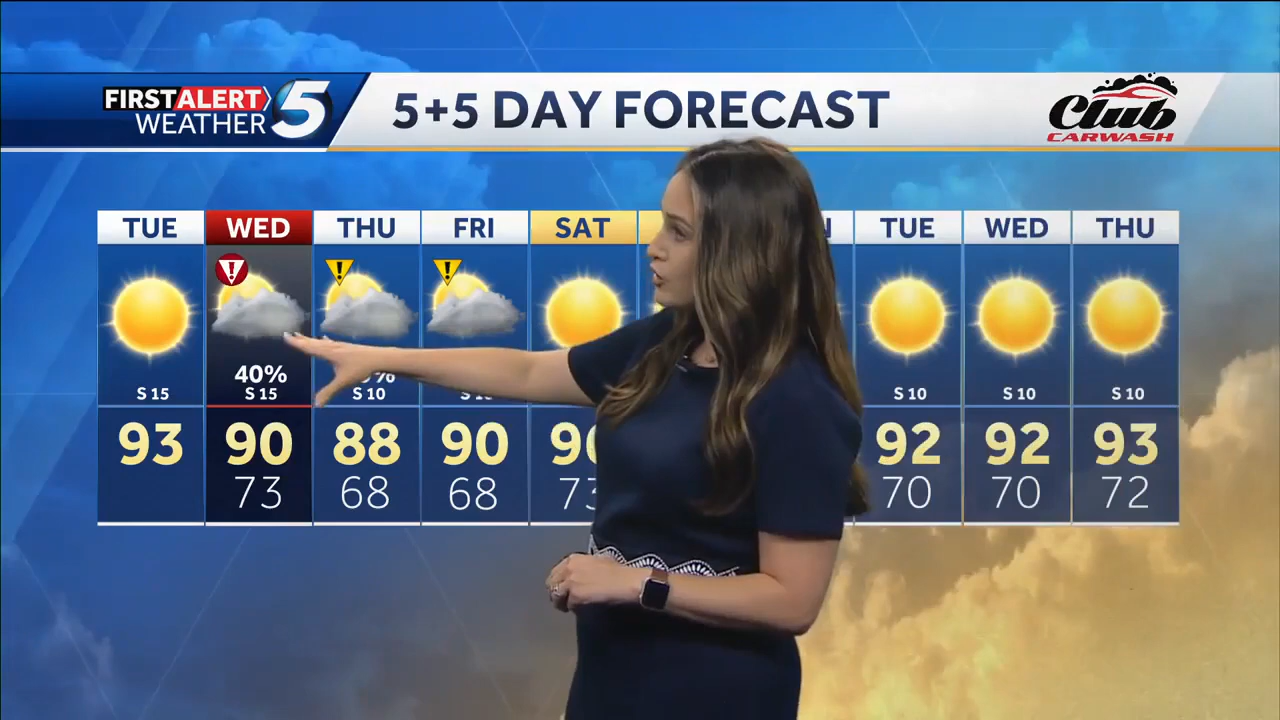 FIRST ALERT
WEATHER 5
5+5 DAY FORECAST
Club
CARWASH
TUE WED THU FRI SAT TUE WED THU
40%
S 15 S 15 S 10 S 10 S 10 S 10
93 90 88 90 92 92 93
73 68 68 73 70 70 72